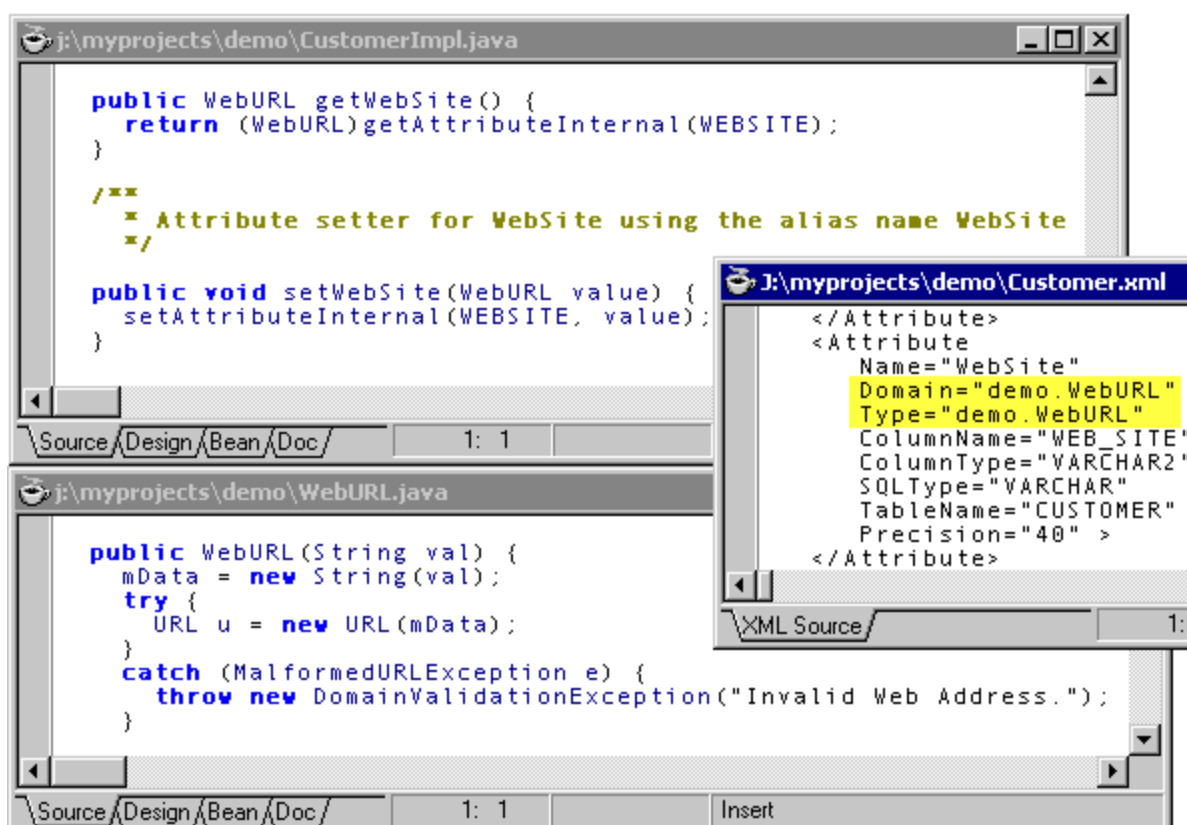 j:\myprojects\demo\CustomerImpl.java
public WebURL getWebSite() {
return (WebURL)getAttributeInternal(WEBSITE);
}
/**
* Attribute setter for WebSite using the alias name WebSite
*/
public void setWebSite(WebURL value) {
setAttributeInternal(WEBSITE, value);
}
Source Design Bean Doc 1: 1
J:\myprojects\demo\Customer.xml
</Attribute>
<Attribute
Name="WebSite"
Domain="demo.WebURL"
Type="demo.WebURL"
ColumnName="WEB_SITE"
ColumnType="VARCHAR2"
SQLType="VARCHAR"
TableName="CUSTOMER"
Precision="40" >
</Attribute>
XML Source 1:
j:\myprojects\demo\WebURL.java
public WebURL(String val) {
mData = new String(val);
try {
URL u = new URL(mData);
}
catch (MalformedURLException e) {
throw new DomainValidationException("Invalid Web Address.");
}
Source Design Bean Doc 1: 1 Insert